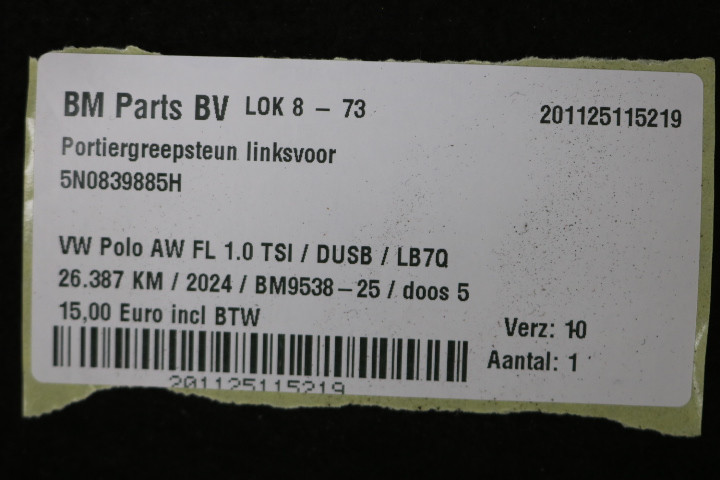 BM Parts BV LOK 8 - 73
201125115219
Portiergreepsteun linksvoor
5N0839885H
VW Polo AW FL 1.0 TSI / DUSB / LB7Q
26.387 KM / 2024 / BM9538-25 / doos 5
15,00 Euro incl BTW
Verz: 10
Aantal: 1
201125115219